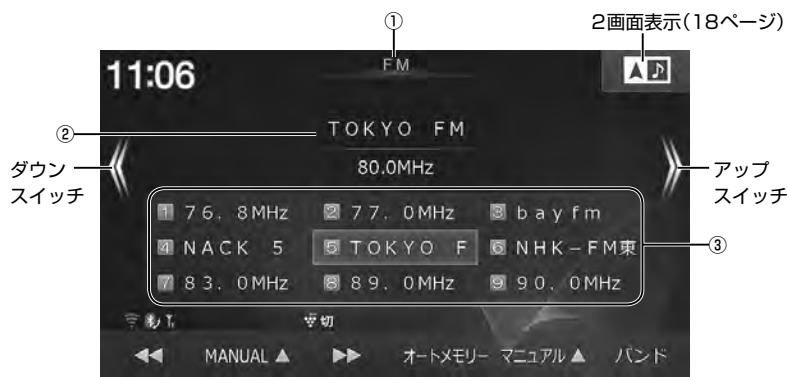 ①
2画面表示(18ページ)
11:06
FM
②
TOKYO FM
ダウン
スイッチ
80.0MHz
アップ
スイッチ
1 76.8MHz 2 77.0MHz 3 bayfm
4 NACK 5 5 TOKYO F 6 NHK-FM東
③
7 83.0MHz 8 89.0MHz 9 90.0MHz
切
MANUAL ▲ オートメモリー マニュアル ▲ バンド